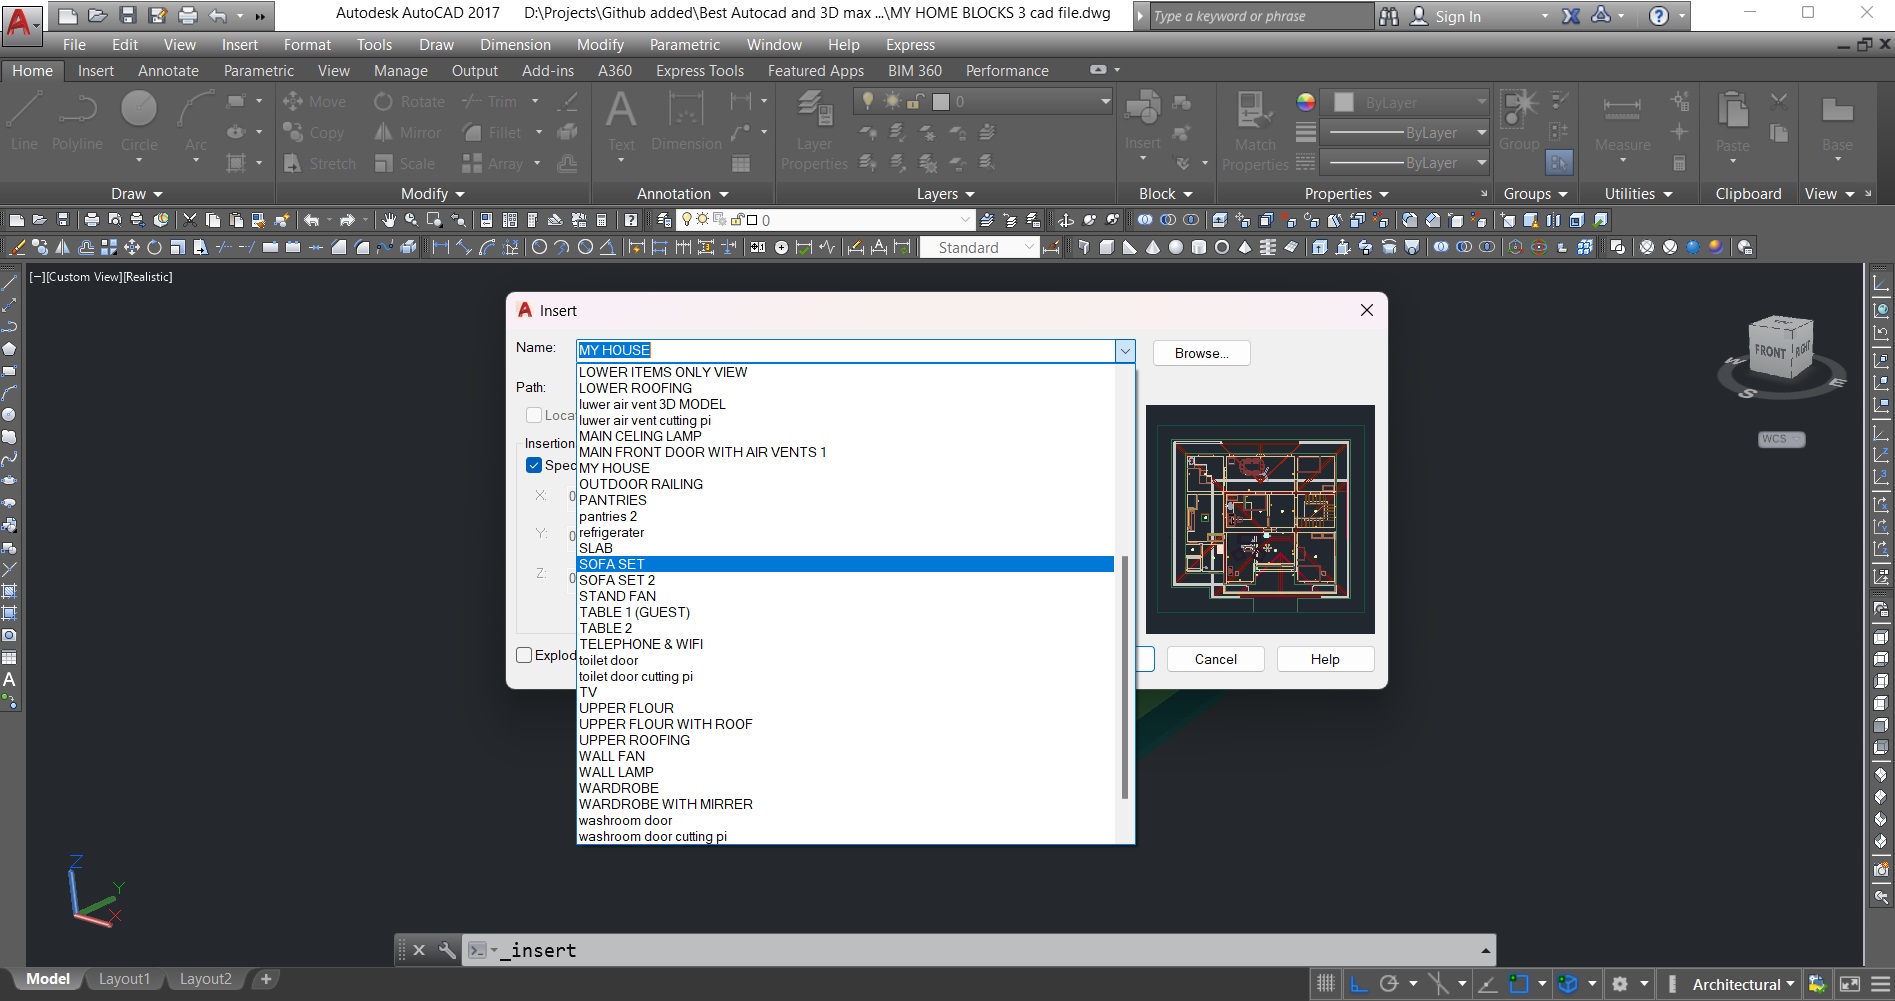 Autodesk AutoCAD 2017 D:\Projects\Github added\Best Autocad and 3D max ...\MY HOME BLOCKS 3 cad file.dwg
Type a keyword or phrase
Sign In
File Edit View Insert Format Tools Draw Dimension Modify Parametric Window Help Express
Home Insert Annotate Parametric View Manage Output Add-ins A360 Express Tools Featured Apps BIM 360 Performance
Move Rotate Trim 0 ByLayer
Copy Mirror Fillet ByLayer
Line Polyline Circle Arc Text Dimension Layer Properties Insert Match Properties Group Measure Paste Base
Stretch Scale Array ByLayer
Draw Modify Annotation Layers Block Properties Groups Utilities Clipboard View
0
Standard
[−][Custom View][Realistic]
Insert
Name:
MY HOUSE
Browse...
Path:
Loca
Insertion
Spec
X: 0
Y: 0
Z: 0
Explod
LOWER ITEMS ONLY VIEW
LOWER ROOFING
luwer air vent 3D MODEL
luwer air vent cutting pi
MAIN CELING LAMP
MAIN FRONT DOOR WITH AIR VENTS 1
MY HOUSE
OUTDOOR RAILING
PANTRIES
pantries 2
refrigerater
SLAB
SOFA SET
SOFA SET 2
STAND FAN
TABLE 1 (GUEST)
TABLE 2
TELEPHONE & WIFI
toilet door
toilet door cutting pi
TV
UPPER FLOUR
UPPER FLOUR WITH ROOF
UPPER ROOFING
WALL FAN
WALL LAMP
WARDROBE
WARDROBE WITH MIRRER
washroom door
washroom door cutting pi
Cancel
Help
FRONT
RIGHT
W
S
E
WCS
Z
Y
X
_insert
Model Layout1 Layout2 +
Architectural